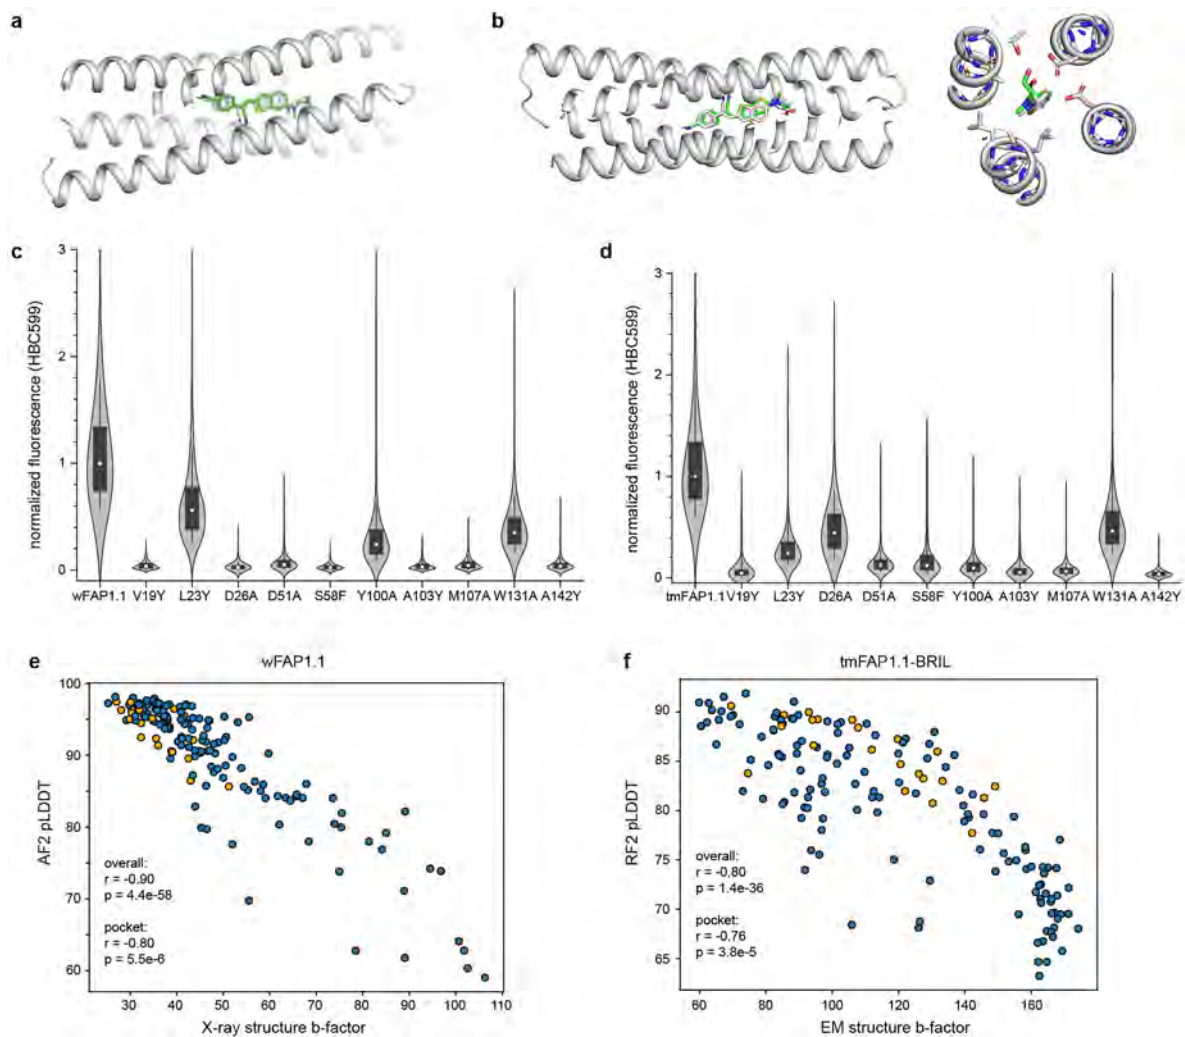 a
b
c
d
normalized fluorescence (HBC599)
3
2
1
0
wFAP1.1 V19Y L23Y D26A D51A S58F Y100A A103Y M107A W131A A142Y
normalized fluorescence (HBC599)
3
2
1
0
tmFAP1.1 V19Y L23Y D26A D51A S58F Y100A A103Y M107A W131A A142Y
e
wFAP1.1
AF2 pLDDT
100
90
80
70
60
overall:
r = -0.90
p = 4.4e-58
pocket:
r = -0.80
p = 5.5e-6
30 40 50 60 70 80 90 100 110
X-ray structure b-factor
f
tmFAP1.1-BRIL
RF2 pLDDT
90
85
80
75
70
65
overall:
r = -0.80
p = 1.4e-36
pocket:
r = -0.76
p = 3.8e-5
60 80 100 120 140 160
EM structure b-factor